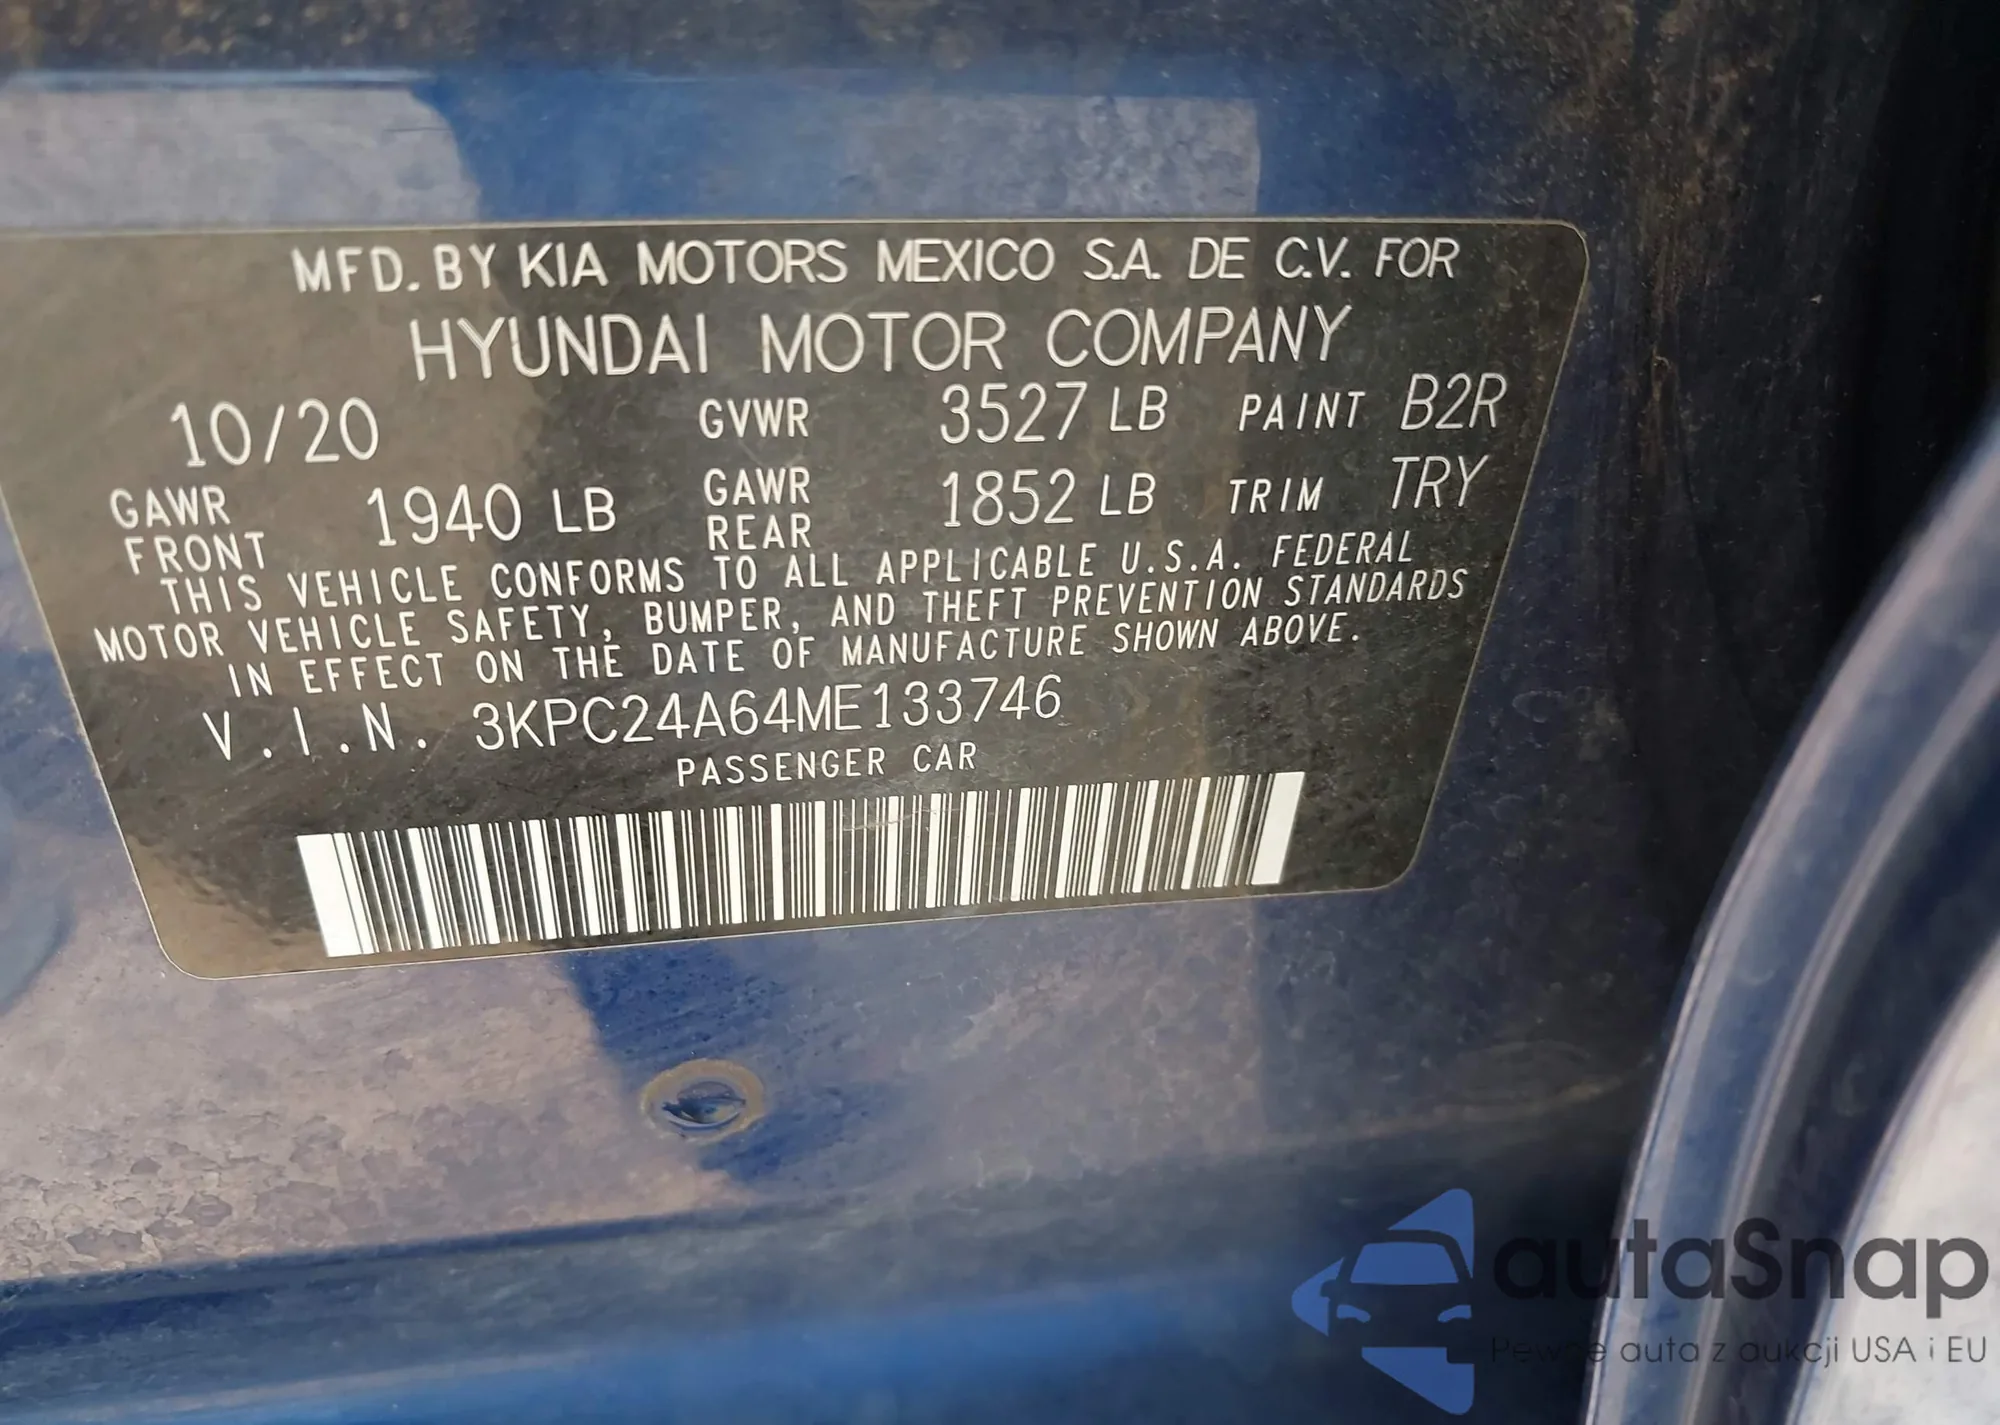 MFD. BY KIA MOTORS MEXICO S.A. DE C.V. FOR
HYUNDAI MOTOR COMPANY
10/20 GVWR 3527 LB PAINT B2R
GAWR FRONT 1940 LB GAWR REAR 1852 LB TRIM TRY
THIS VEHICLE CONFORMS TO ALL APPLICABLE U.S.A. FEDERAL
MOTOR VEHICLE SAFETY, BUMPER, AND THEFT PREVENTION STANDARDS
IN EFFECT ON THE DATE OF MANUFACTURE SHOWN ABOVE.
V.I.N. 3KPC24A64ME133746
PASSENGER CAR
autaSnap
Pewne auta z aukcji USA i EU